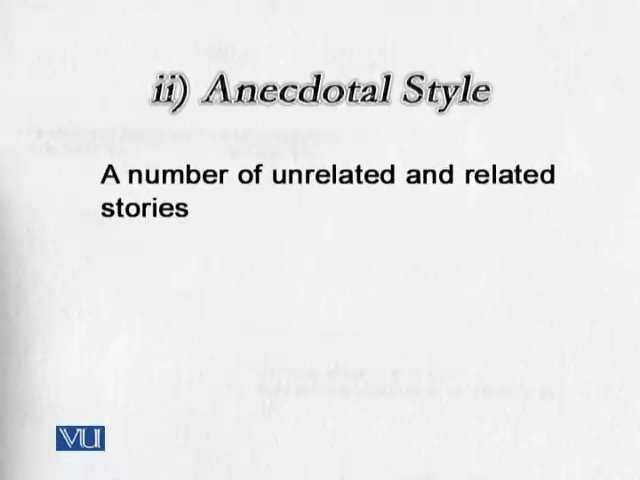 ii) Anecdotal Style
A number of unrelated and related
stories
VU